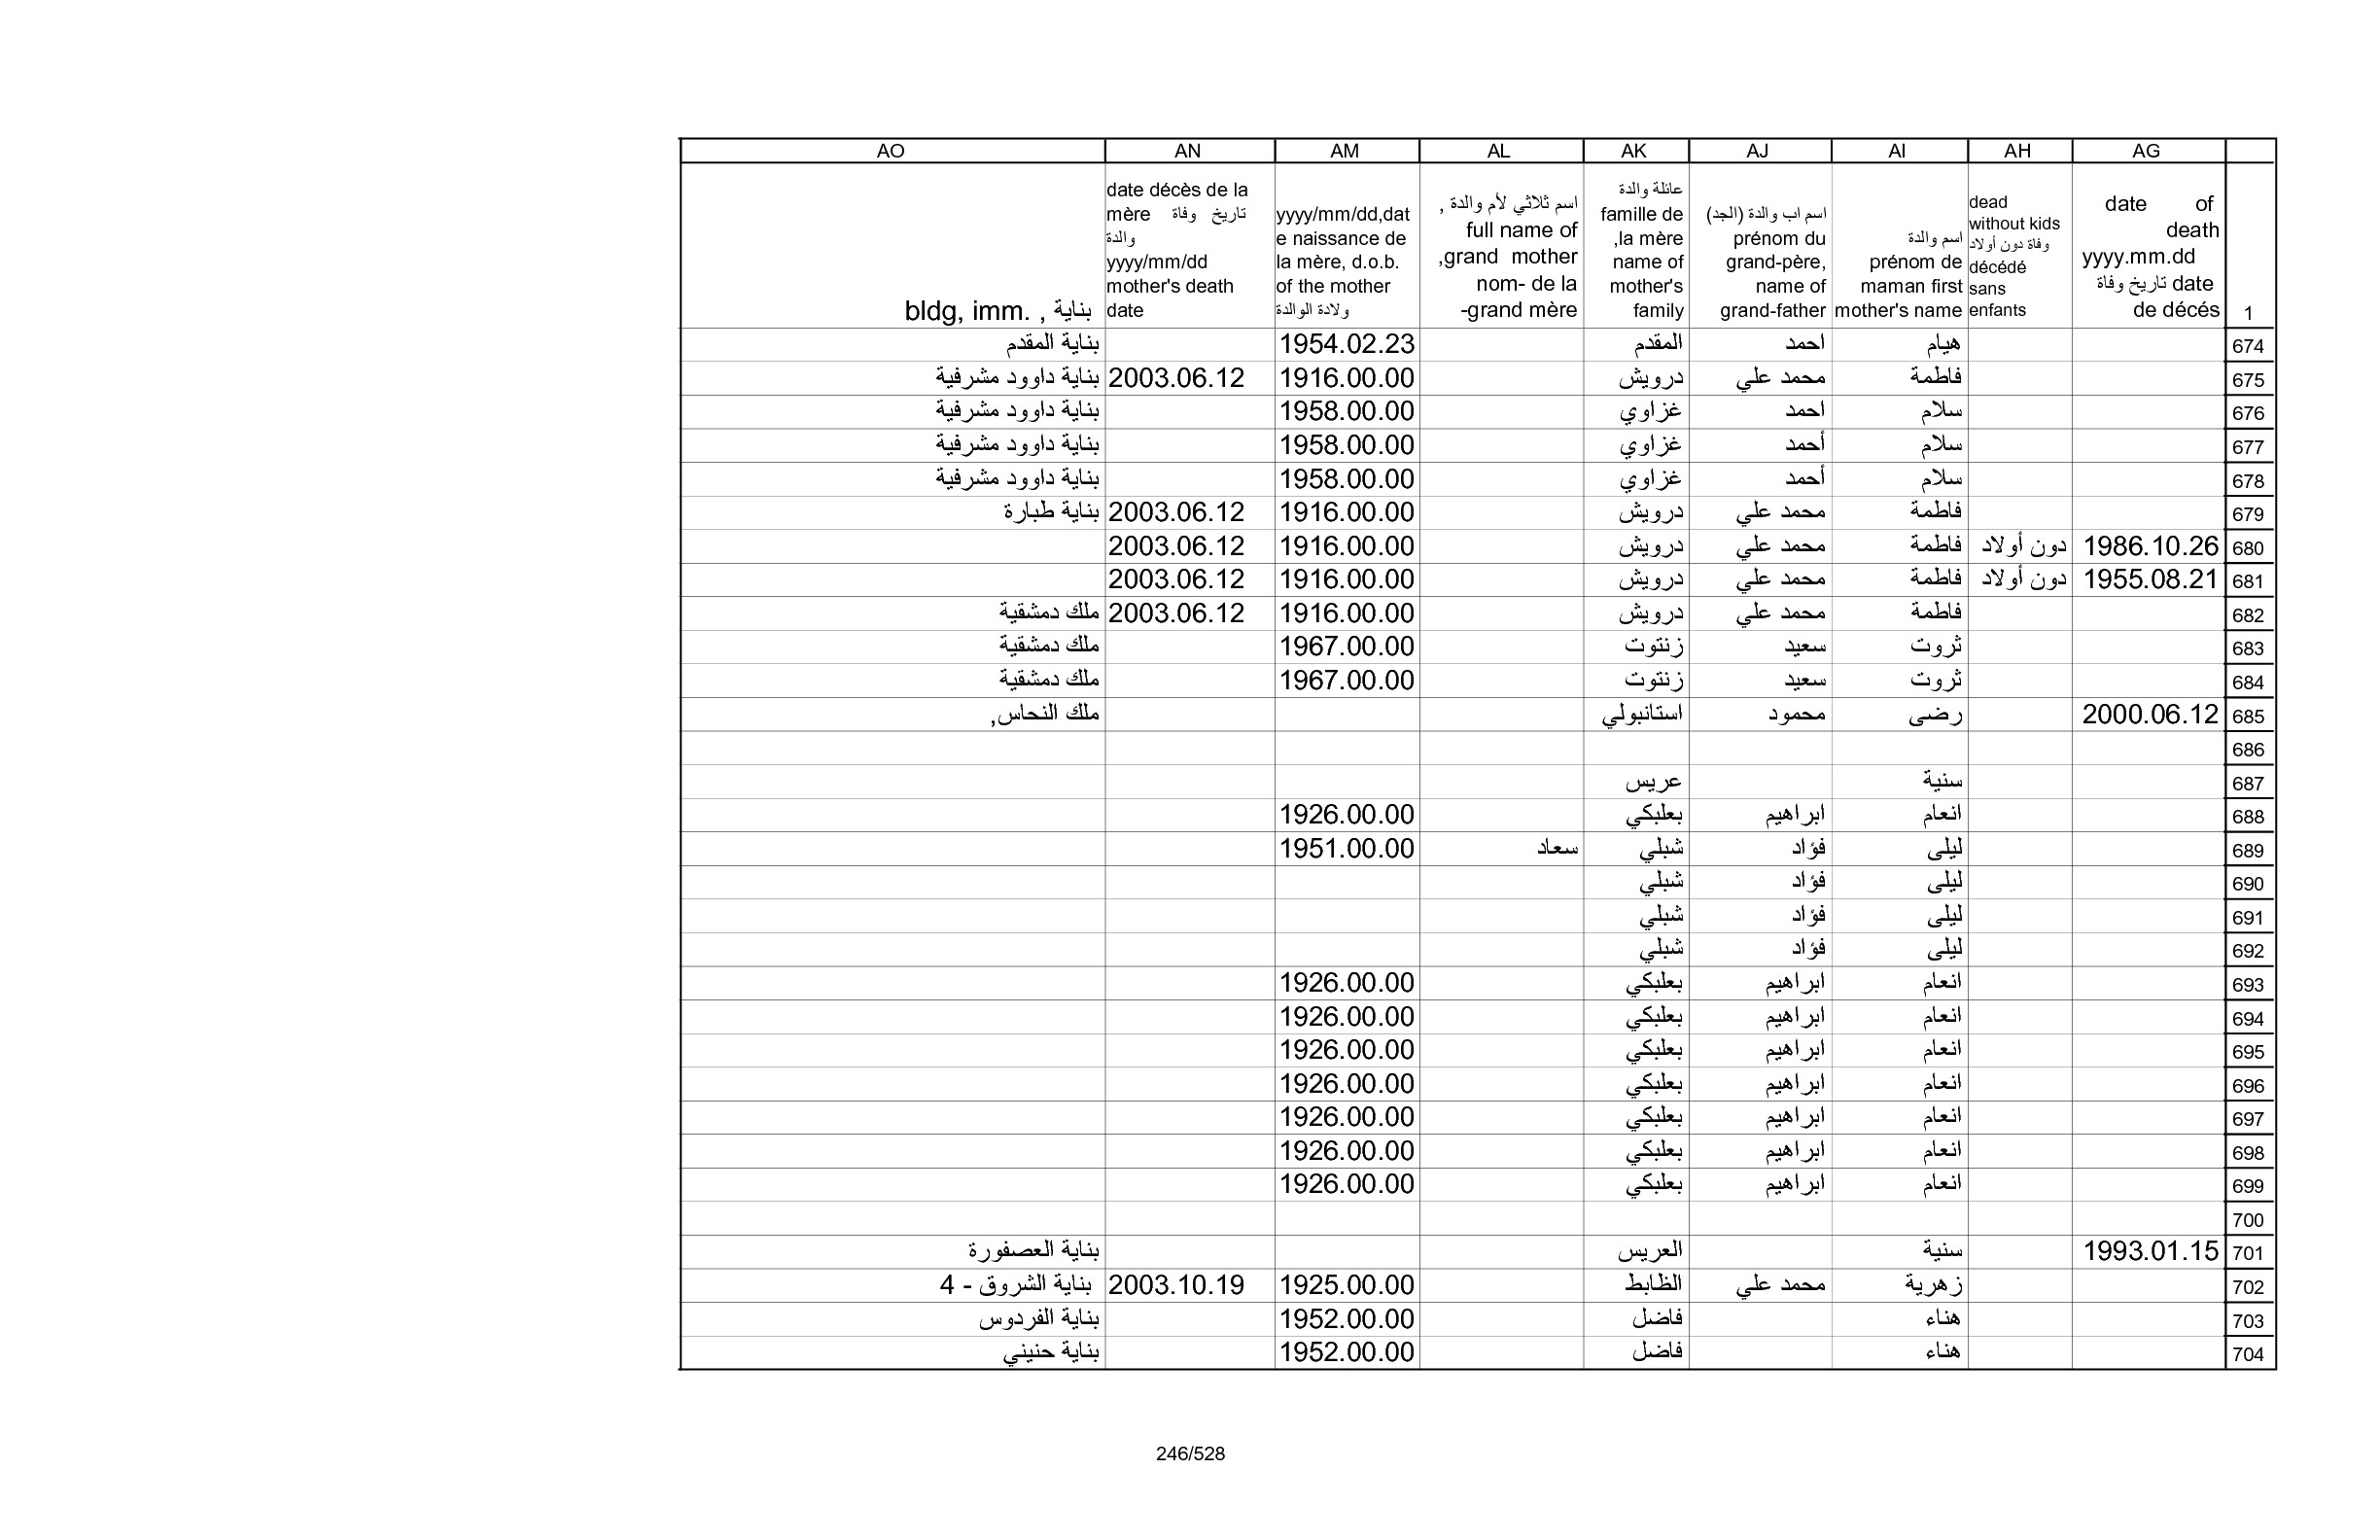 AG AH AI AJ AK AL AM AN AO
1 date of death yyyy.mm.dd تاريخ وفاة date de décés dead without kids وفاة دون أولاد décédé sans enfants اسم والدة prénom de maman first mother's name اسم اب والدة (الجد) prénom du grand-père, name of grand-father عائلة والدة famille de la mère, name of mother's family اسم ثلاثي لأم والدة , full name of grand mother, nom- de la grand mère- yyyy/mm/dd,date naissance de la mère, d.o.b. of the mother ولادة الوالدة date décès de la mère تاريخ وفاة والدة yyyy/mm/dd mother's death date بناية , bldg, imm.
674 هيام احمد المقدم 1954.02.23 بناية المقدم
675 فاطمة محمد علي درويش 1916.00.00 2003.06.12 بناية داوود مشرفية
676 سلام احمد غزاوي 1958.00.00 بناية داوود مشرفية
677 سلام أحمد غزاوي 1958.00.00 بناية داوود مشرفية
678 سلام أحمد غزاوي 1958.00.00 بناية داوود مشرفية
679 فاطمة محمد علي درويش 1916.00.00 2003.06.12 بناية طبارة
680 1986.10.26 دون أولاد فاطمة محمد علي درويش 1916.00.00 2003.06.12
681 1955.08.21 دون أولاد فاطمة محمد علي درويش 1916.00.00 2003.06.12
682 فاطمة محمد علي درويش 1916.00.00 2003.06.12 ملك دمشقية
683 ثروت سعيد زنتوت 1967.00.00 ملك دمشقية
684 ثروت سعيد زنتوت 1967.00.00 ملك دمشقية
685 2000.06.12 رضى محمود استانبولي ملك النحاس,
686
687 سنية عريس
688 انعام ابراهيم بعلبكي 1926.00.00
689 ليلى فؤاد شبلي سعاد 1951.00.00
690 ليلى فؤاد شبلي
691 ليلى فؤاد شبلي
692 ليلى فؤاد شبلي
693 انعام ابراهيم بعلبكي 1926.00.00
694 انعام ابراهيم بعلبكي 1926.00.00
695 انعام ابراهيم بعلبكي 1926.00.00
696 انعام ابراهيم بعلبكي 1926.00.00
697 انعام ابراهيم بعلبكي 1926.00.00
698 انعام ابراهيم بعلبكي 1926.00.00
699 انعام ابراهيم بعلبكي 1926.00.00
700
701 1993.01.15 سنية العريس بناية العصفورة
702 زهرية محمد علي الظابط 1925.00.00 2003.10.19 بناية الشروق - 4
703 هناء فاضل 1952.00.00 بناية الفردوس
704 هناء فاضل 1952.00.00 بناية حنيني
246/528